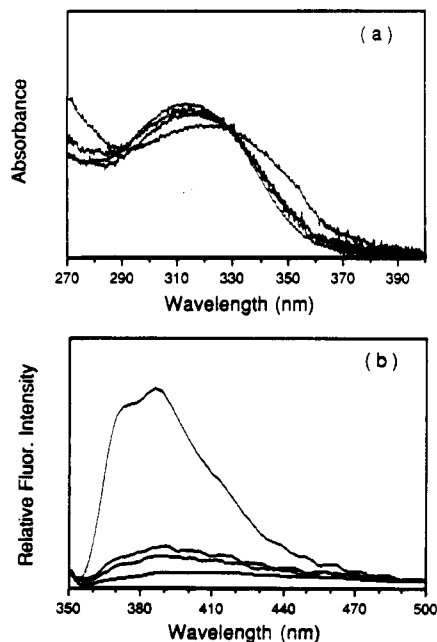 ( a )
Absorbance
270 290 310 330 350 370 390
Wavelength (nm)
( b )
Relative Fluor. Intensity
350 380 410 440 470 500
Wavelength (nm)